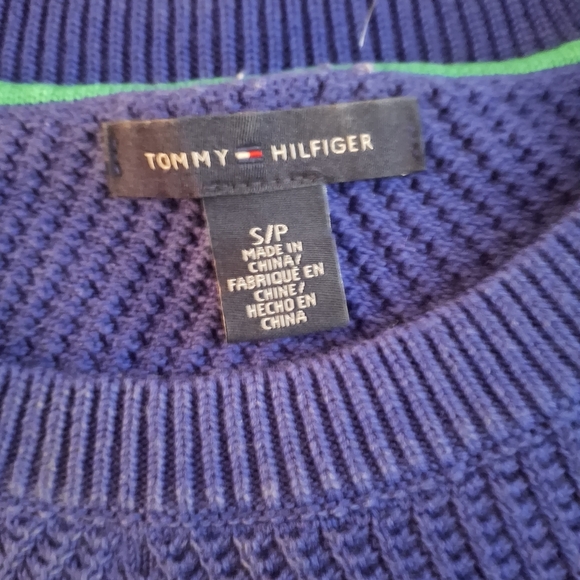 TOMMY HILFIGER
S/P
MADE IN
CHINA/
FABRIQUÉ EN
CHINE/
HECHO EN
CHINA